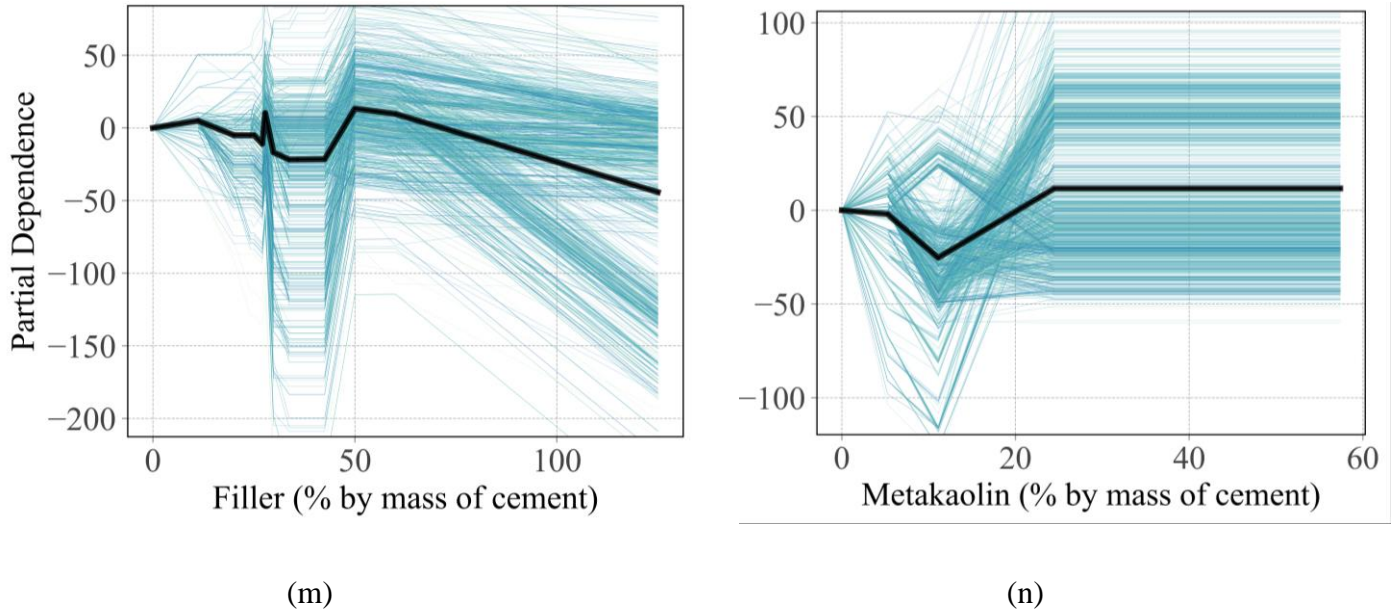 50
0
−50
−100
−150
−200
Partial Dependence
0 50 100
Filler (% by mass of cement)
(m)
100
50
0
−50
−100
0 20 40 60
Metakaolin (% by mass of cement)
(n)